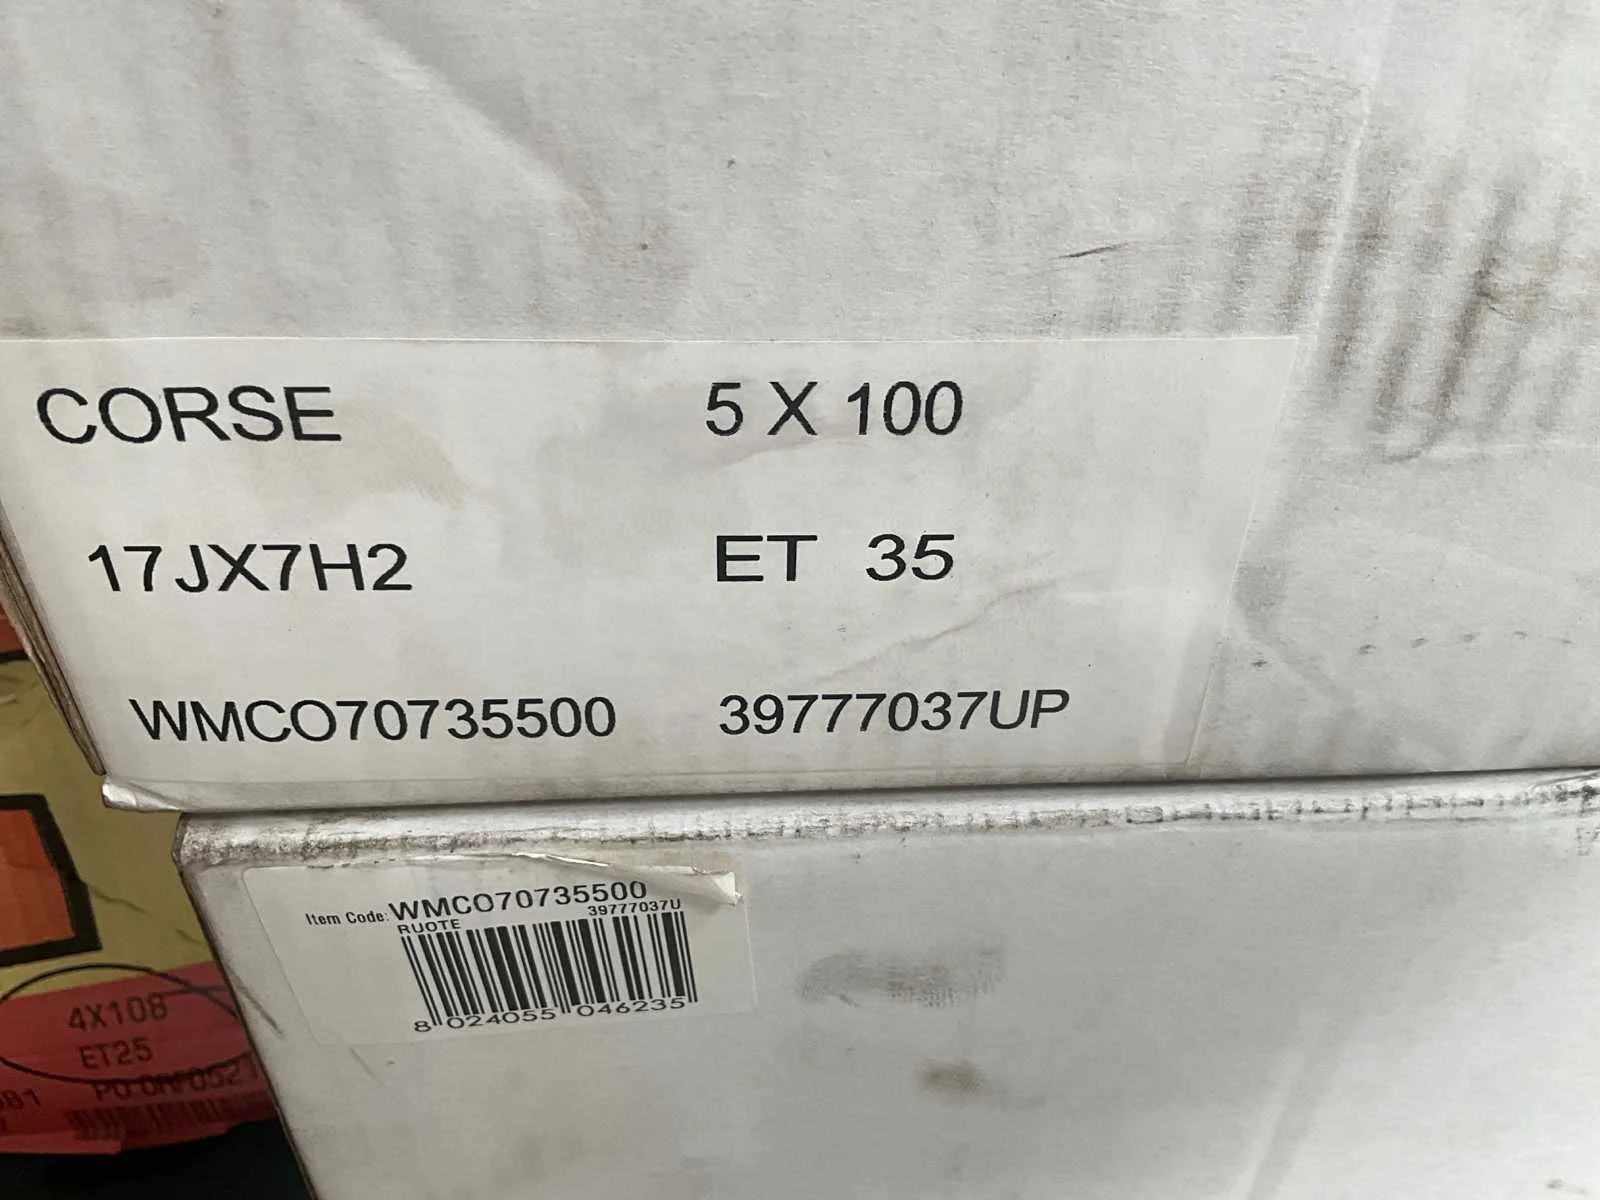 CORSE 5 X 100
17JX7H2 ET 35
WMCO70735500 39777037UP
Item Code: WMCO70735500
RUOTE 39777037U
8 024055 046235
4X108
ET25